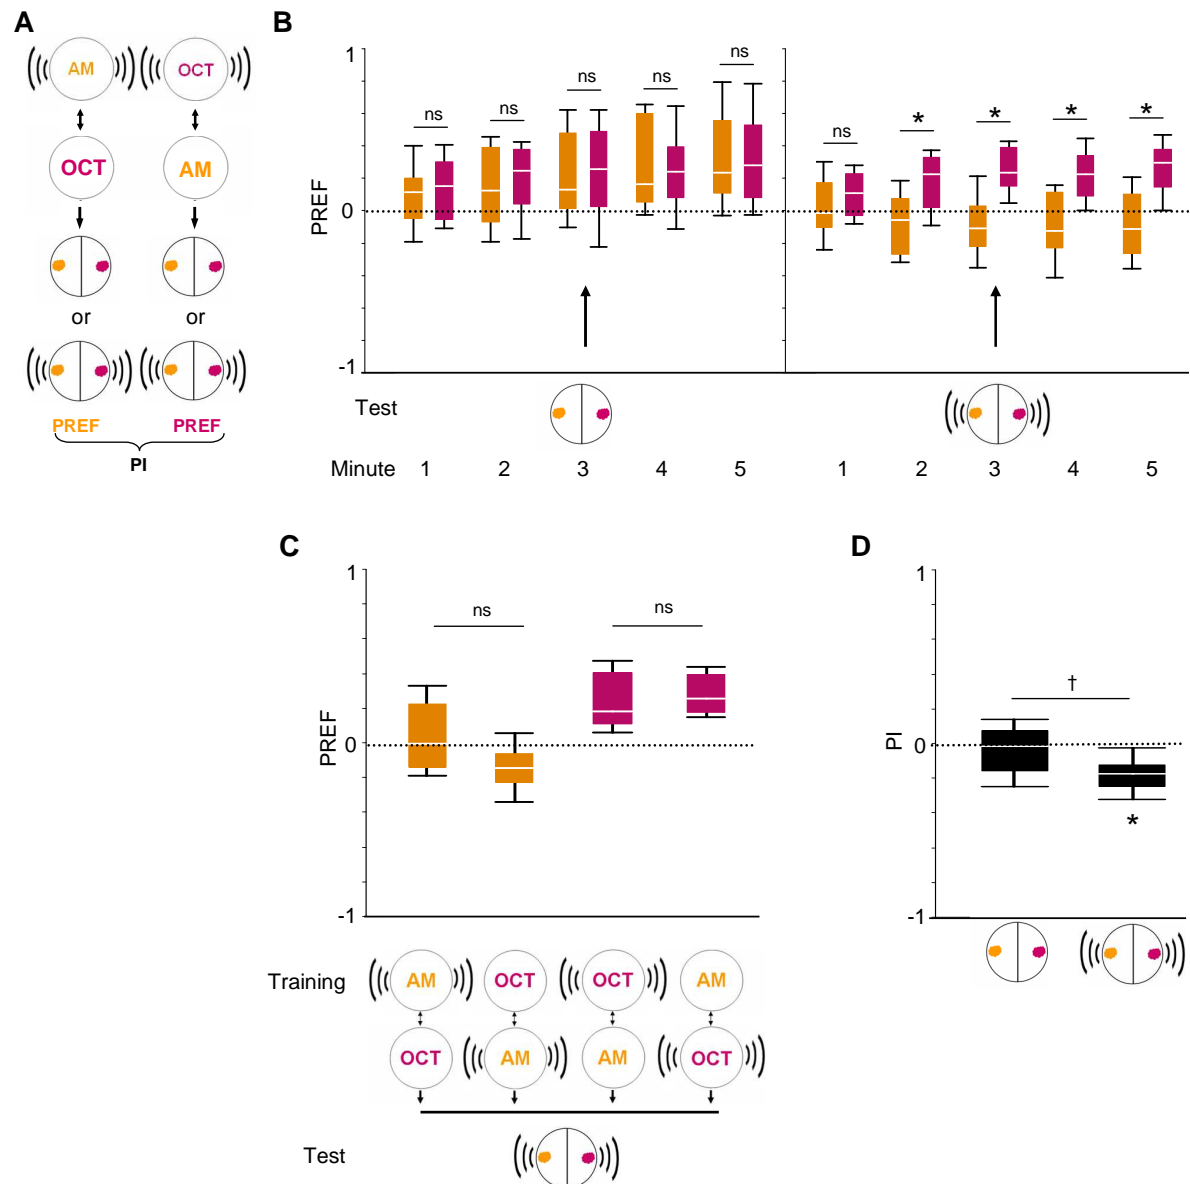 A
AM OCT
OCT AM
or or
PREF PREF
PI
B
1
0
-1
PREF
ns ns ns ns ns
ns * * * *
Test
Minute 1 2 3 4 5 1 2 3 4 5
C
1
0
-1
PREF
ns ns
Training AM OCT OCT AM
OCT AM AM OCT
Test
D
1
0
-1
PI
†
*